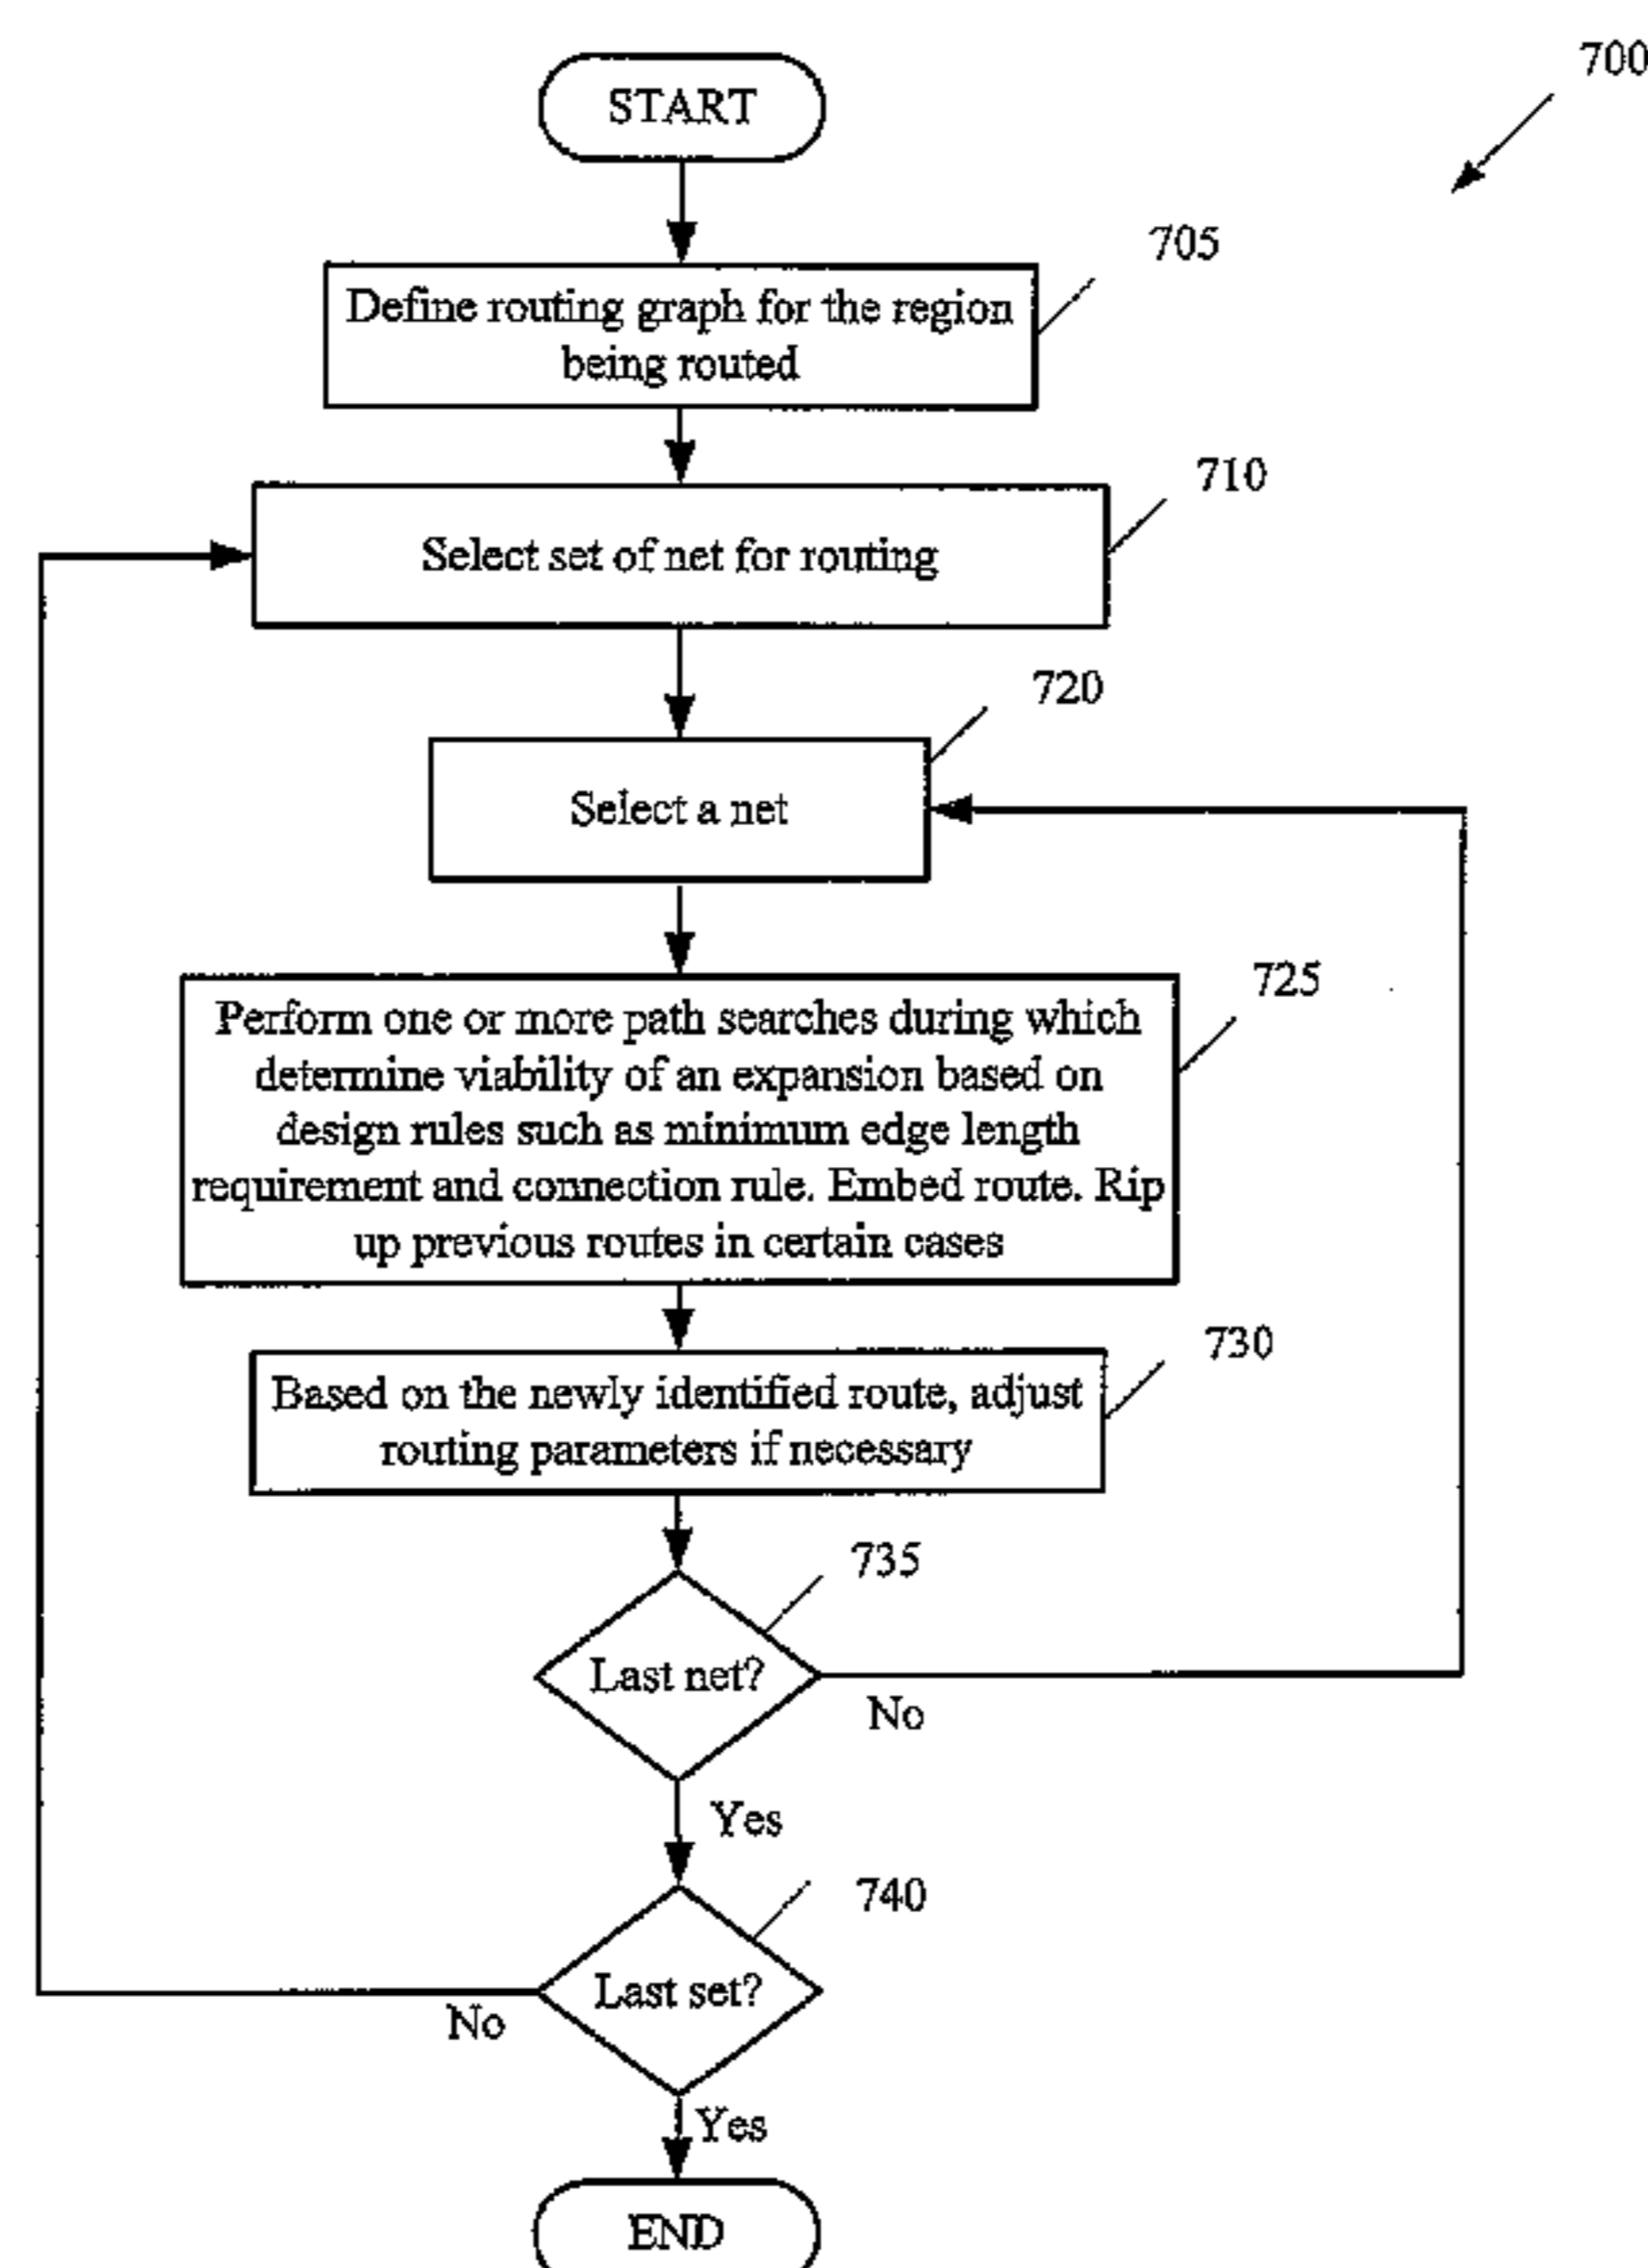 700
START
705
Define routing graph for the region
being routed
710
Select set of net for routing
720
Select a net
725
Perform one or more path searches during which
determine viability of an expansion based on
design rules such as minimum edge length
requirement and connection rule. Embed route. Rip
up previous routes in certain cases
730
Based on the newly identified route, adjust
routing parameters if necessary
735
Last net?
No
Yes
740
Last set?
No
Yes
END